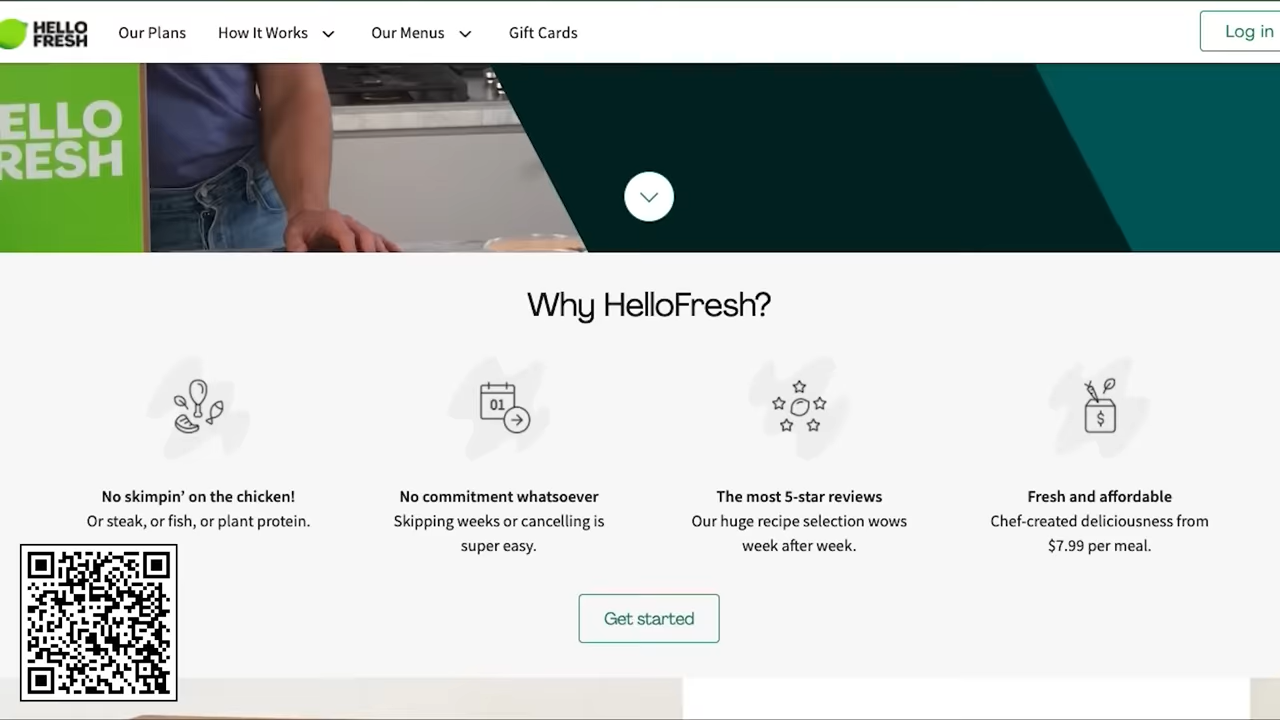 HELLO
FRESH
Our Plans
How It Works
Our Menus
Gift Cards
Log in
ELLO
RESH
Why HelloFresh?
01
$
No skimpin' on the chicken!
Or steak, or fish, or plant protein.
No commitment whatsoever
Skipping weeks or cancelling is
super easy.
The most 5-star reviews
Our huge recipe selection wows
week after week.
Fresh and affordable
Chef-created deliciousness from
$7.99 per meal.
Get started